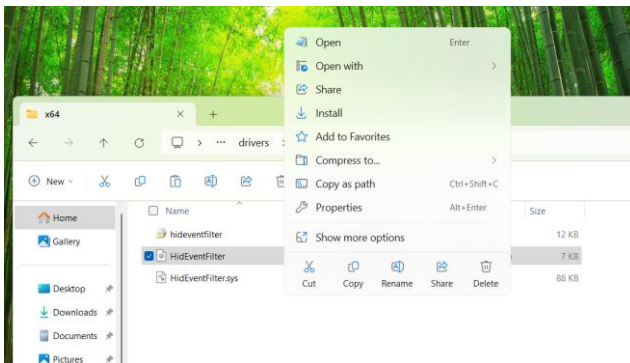 Open Enter
Open with
Share
x64
Install
Add to Favorites
drivers
Compress to...
Copy as path Ctrl+Shift+C
New
Properties Alt+Enter
Name Size
Home
Show more options
hideventfilter 12 KB
Gallery
HidEventFilter 7 KB
HidEventFilter.sys 88 KB
Cut Copy Rename Share Delete
Desktop
Downloads
Documents
Pictures